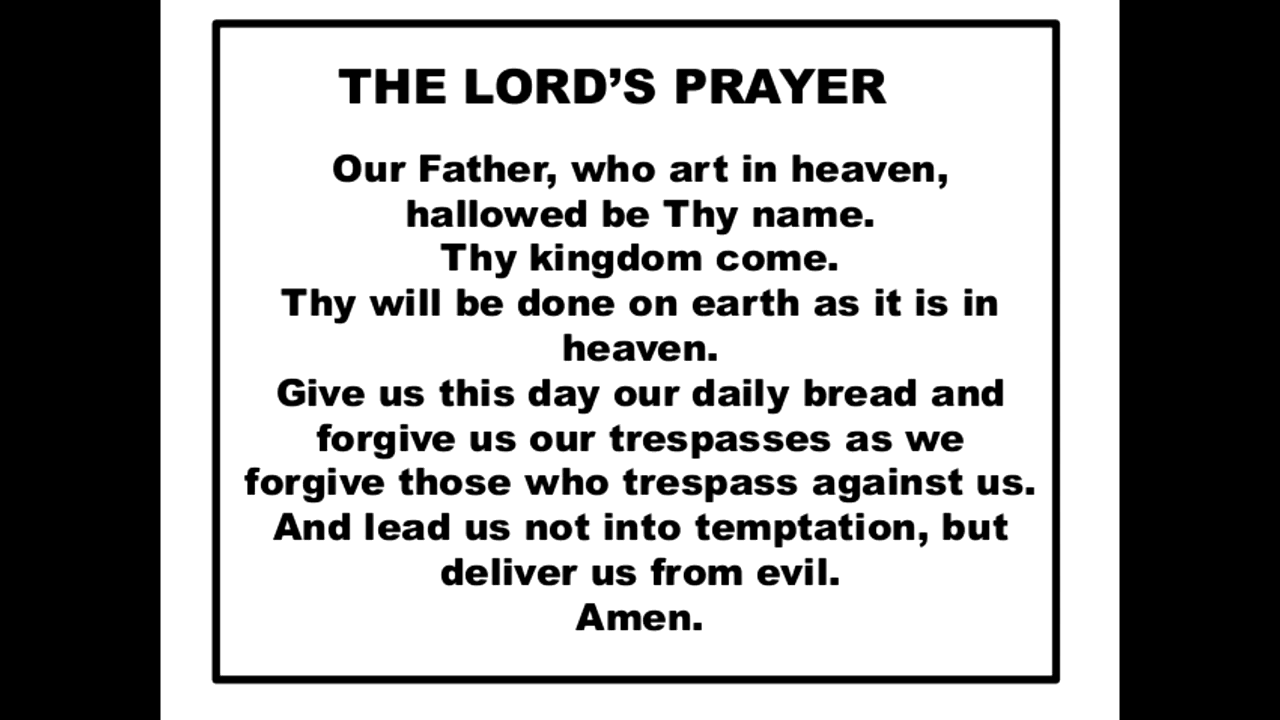 THE LORD’S PRAYER
Our Father, who art in heaven,
hallowed be Thy name.
Thy kingdom come.
Thy will be done on earth as it is in
heaven.
Give us this day our daily bread and
forgive us our trespasses as we
forgive those who trespass against us.
And lead us not into temptation, but
deliver us from evil.
Amen.